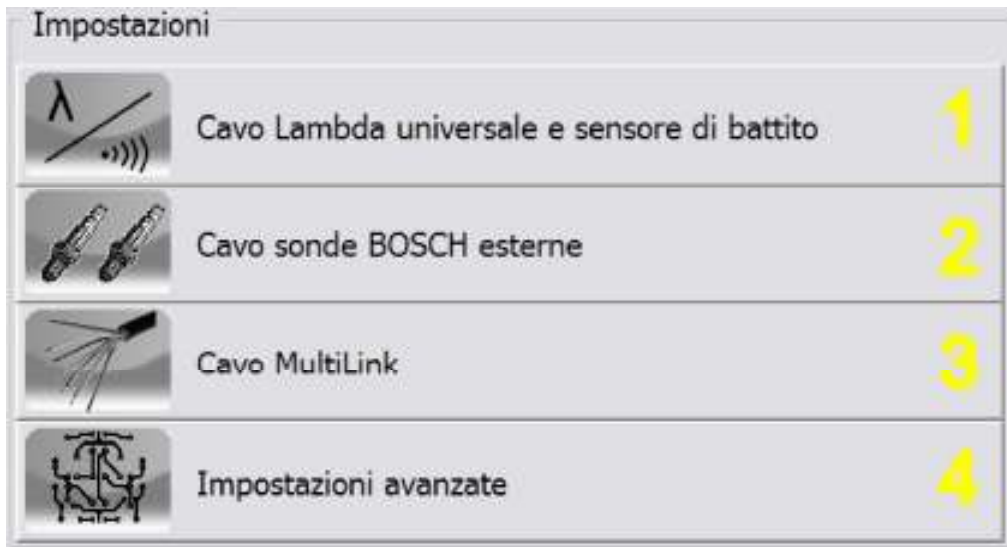 Impostazioni
λ
Cavo Lambda universale e sensore di battito 1
Cavo sonde BOSCH esterne 2
Cavo MultiLink 3
Impostazioni avanzate 4